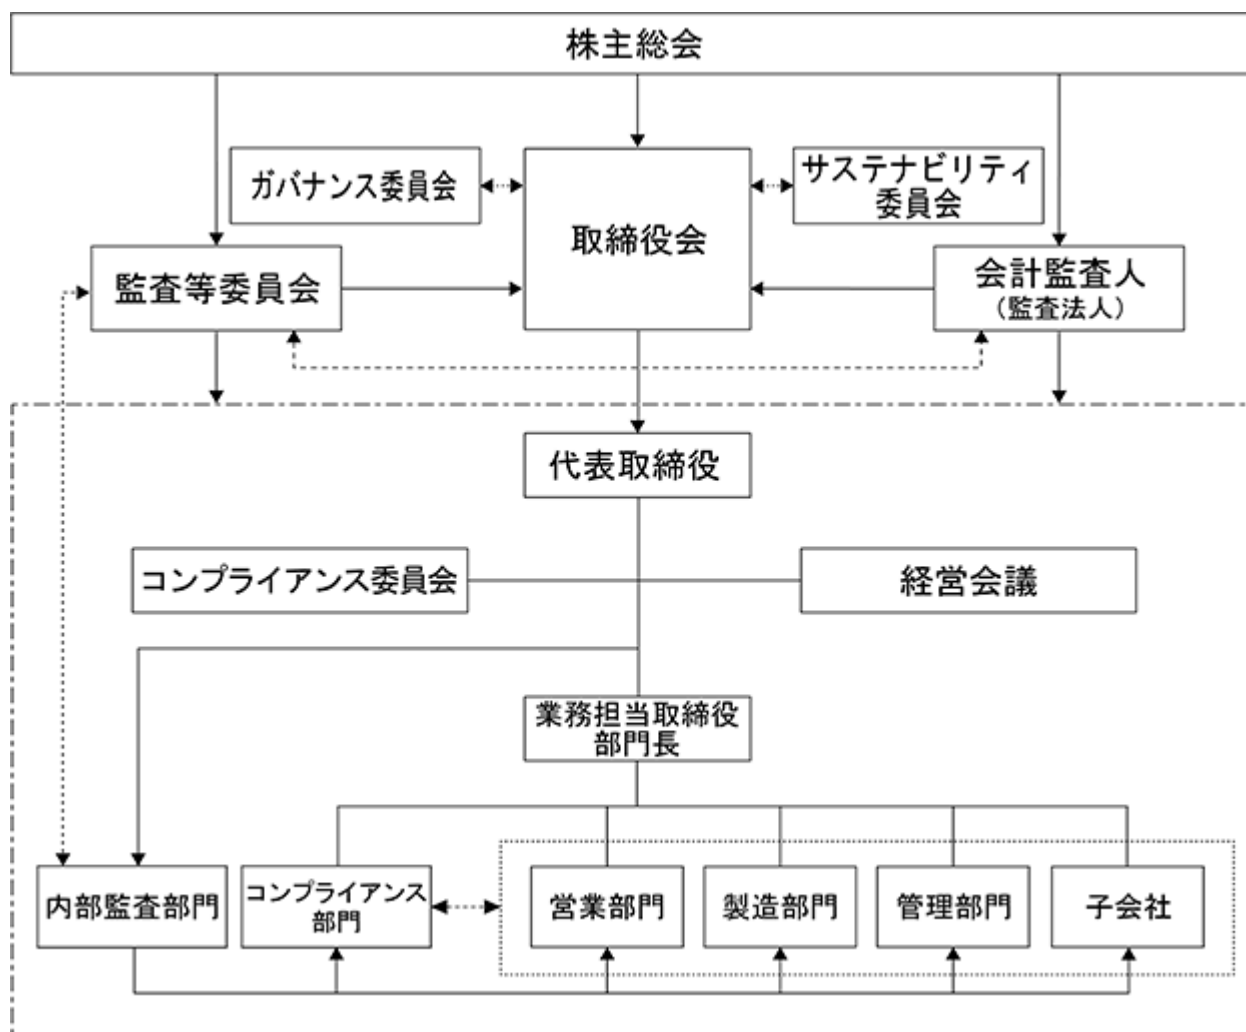 株主総会
ガバナンス委員会
サステナビリティ
委員会
取締役会
監査等委員会
会計監査人
（監査法人）
代表取締役
コンプライアンス委員会
経営会議
業務担当取締役
部門長
内部監査部門
コンプライアンス
部門
営業部門
製造部門
管理部門
子会社